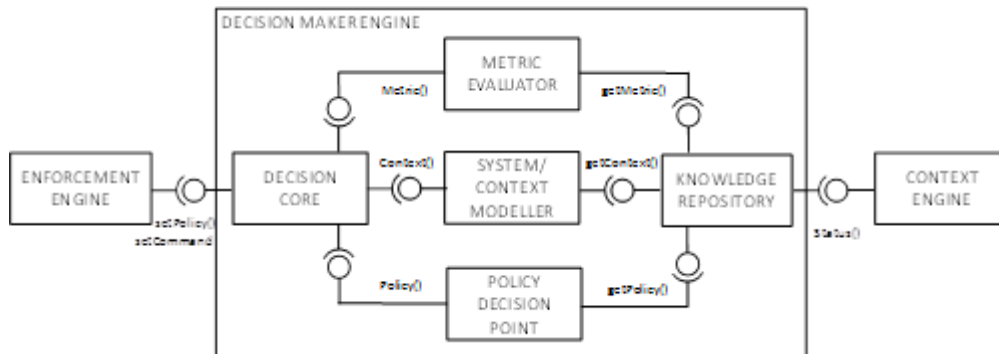 DECISION MAKER ENGINE
METRIC
EVALUATOR
Metric()
getMetric()
ENFORCEMENT
ENGINE
setPolicy()
setCommand
DECISION
CORE
Context()
SYSTEM/
CONTEXT
MODELLER
getContext()
KNOWLEDGE
REPOSITORY
Status()
CONTEXT
ENGINE
Policy()
POLICY
DECISION
POINT
getPolicy()